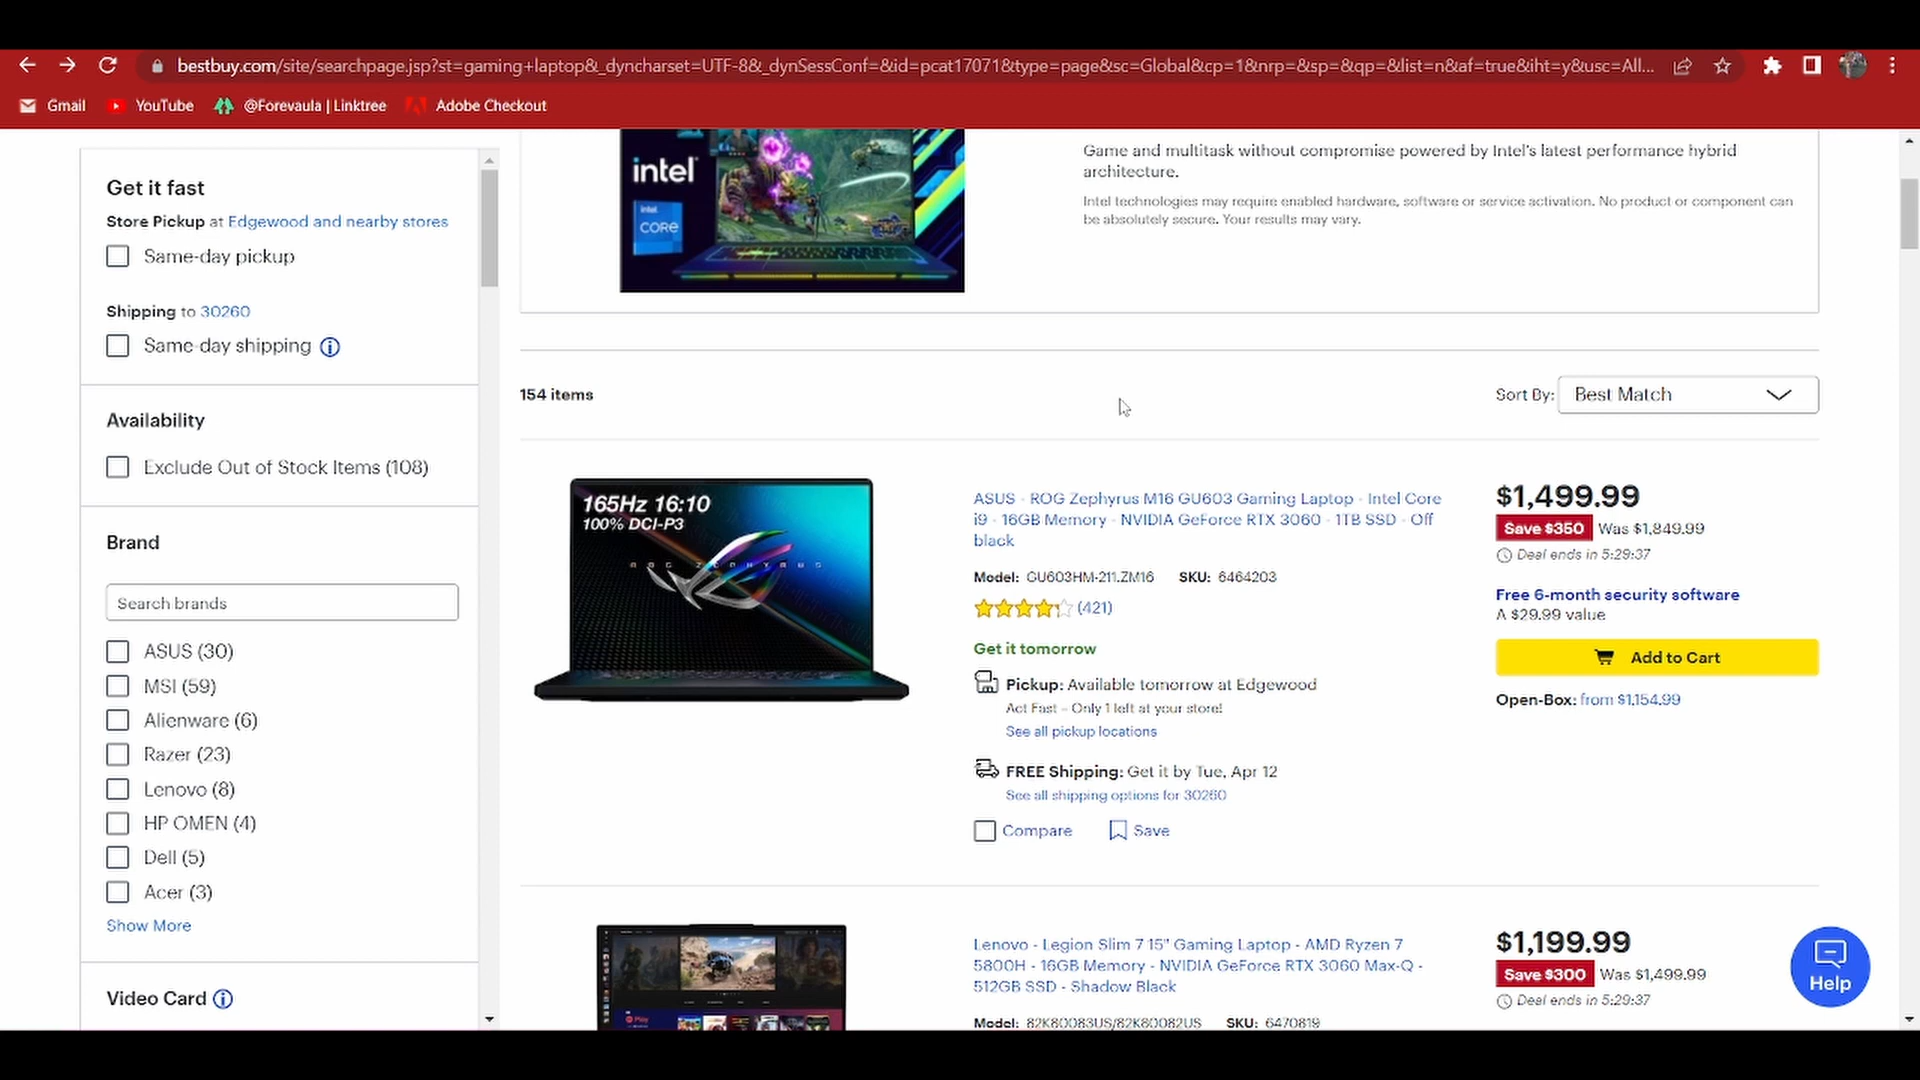 bestbuy.com/site/searchpage.jsp?st=gaming+laptop&_dyncharset=UTF-8&_dynSessConf=&id=pcat17071&type=page&sc=Global&cp=1&nrp=&sp=&qp=&list=n&af=true&iht=y&usc=All...
Gmail YouTube @Forevaula | Linktree Adobe Checkout
Get it fast
Store Pickup at Edgewood and nearby stores
Same-day pickup
Shipping to 30260
Same-day shipping
Availability
Exclude Out of Stock Items (108)
Brand
Search brands
ASUS (30)
MSI (59)
Alienware (6)
Razer (23)
Lenovo (8)
HP OMEN (4)
Dell (5)
Acer (3)
Show More
Video Card
intel
intel
CORE
Game and multitask without compromise powered by Intel's latest performance hybrid
architecture.
Intel technologies may require enabled hardware, software or service activation. No product or component can
be absolutely secure. Your results may vary.
154 items
Sort By: Best Match
165Hz 16:10
100% DCI-P3
ROG ZEPHYRUS
ASUS - ROG Zephyrus M16 GU603 Gaming Laptop - Intel Core
i9 - 16GB Memory - NVIDIA GeForce RTX 3060 - 1TB SSD - Off
black
Model: GU603HM-211.ZM16 SKU: 6464203
(421)
Get it tomorrow
Pickup: Available tomorrow at Edgewood
Act Fast – Only 1 left at your store!
See all pickup locations
FREE Shipping: Get it by Tue, Apr 12
See all shipping options for 30260
Compare Save
$1,499.99
Save $350 Was $1,849.99
Deal ends in 5:29:37
Free 6-month security software
A $29.99 value
Add to Cart
Open-Box: from $1,154.99
Lenovo - Legion Slim 7 15" Gaming Laptop - AMD Ryzen 7
5800H - 16GB Memory - NVIDIA GeForce RTX 3060 Max-Q -
512GB SSD - Shadow Black
Model: 82K80083US/82K80082US SKU: 6470819
$1,199.99
Save $300 Was $1,499.99
Deal ends in 5:29:37
Help